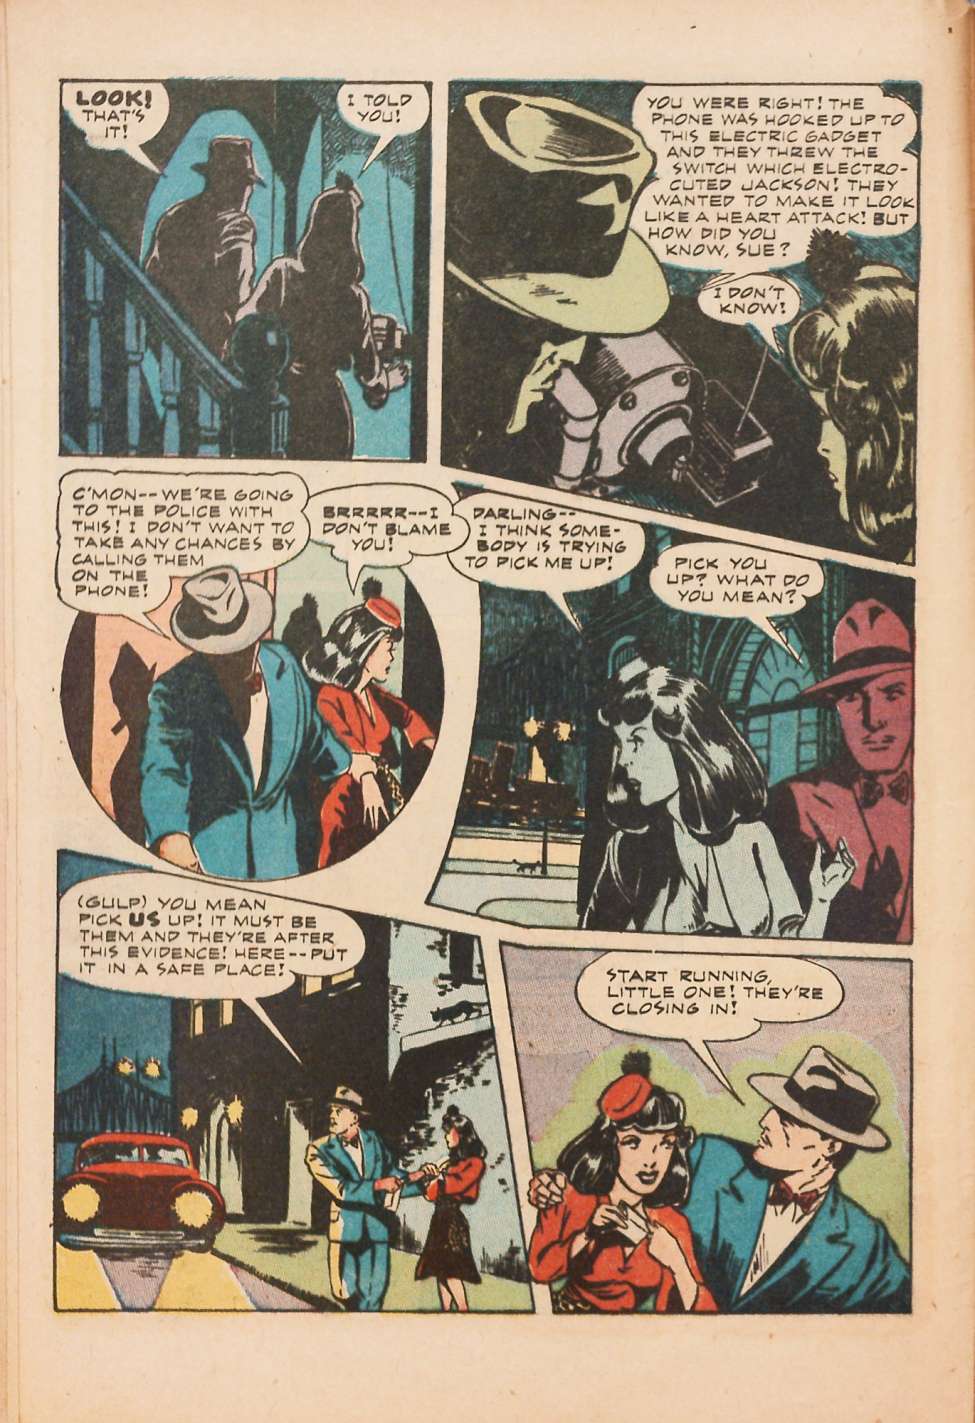 LOOK!
THAT'S
IT!
I TOLD
YOU!
YOU WERE RIGHT! THE
PHONE WAS HOOKED UP TO
THIS ELECTRIC GADGET
AND THEY THREW THE
SWITCH WHICH ELECTRO-
CUTED JACKSON! THEY
WANTED TO MAKE IT LOOK
LIKE A HEART ATTACK! BUT
HOW DID YOU
KNOW, SUE?
I DON'T
KNOW!
C'MON--WE'RE GOING
TO THE POLICE WITH
THIS! I DON'T WANT TO
TAKE ANY CHANCES BY
CALLING THEM
ON THE
PHONE!
BRRRRR--I
DON'T BLAME
YOU!
DARLING--
I THINK SOME-
BODY IS TRYING
TO PICK ME UP!
PICK YOU
UP? WHAT DO
YOU MEAN?
(GULP) YOU MEAN
PICK US UP! IT MUST BE
THEM AND THEY'RE AFTER
THIS EVIDENCE! HERE--PUT
IT IN A SAFE PLACE!
START RUNNING,
LITTLE ONE! THEY'RE
CLOSING IN!